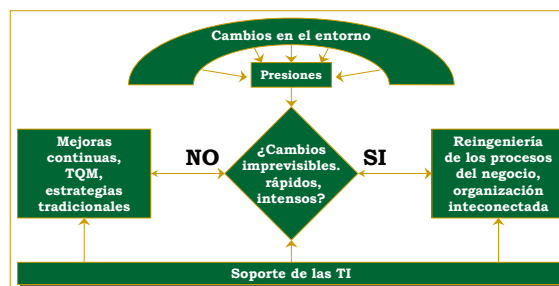 Cambios en el entorno
Presiones
Mejoras
continuas,
TQM,
estrategias
tradicionales
NO
¿Cambios
imprevisibles.
rápidos,
intensos?
SI
Reingeniería
de los procesos
del negocio,
organización
inteconectada
Soporte de las TI